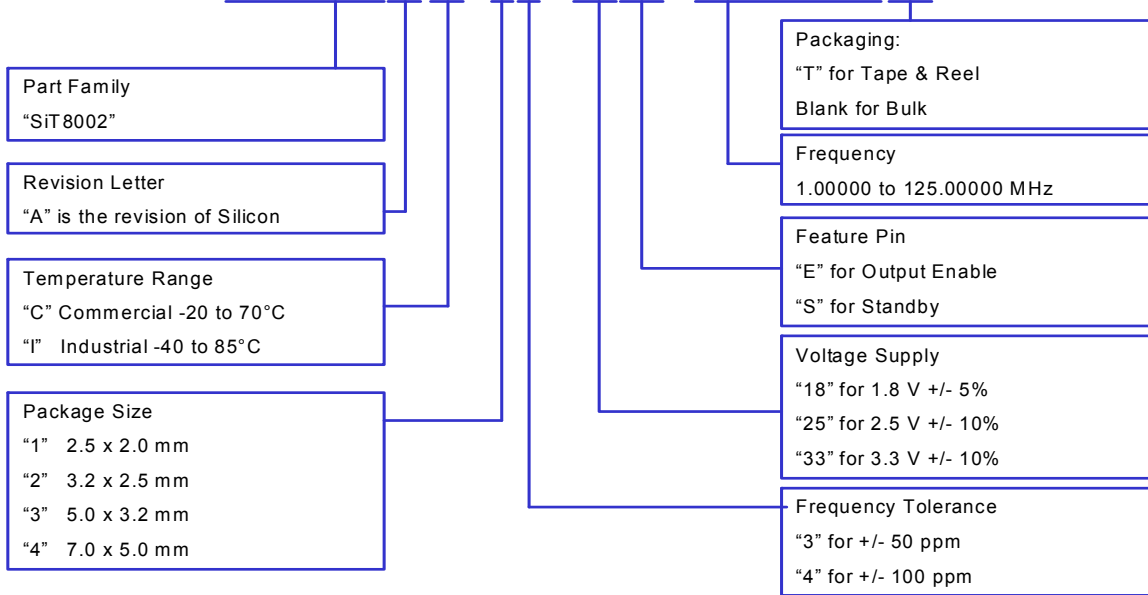 Part Family
“SiT8002”
Revision Letter
“A” is the revision of Silicon
Temperature Range
“C” Commercial -20 to 70°C
“I” Industrial -40 to 85°C
Package Size
“1” 2.5 x 2.0 mm
“2” 3.2 x 2.5 mm
“3” 5.0 x 3.2 mm
“4” 7.0 x 5.0 mm
Packaging:
“T” for Tape & Reel
Blank for Bulk
Frequency
1.00000 to 125.00000 MHz
Feature Pin
“E” for Output Enable
“S” for Standby
Voltage Supply
“18” for 1.8 V +/- 5%
“25” for 2.5 V +/- 10%
“33” for 3.3 V +/- 10%
Frequency Tolerance
“3” for +/- 50 ppm
“4” for +/- 100 ppm